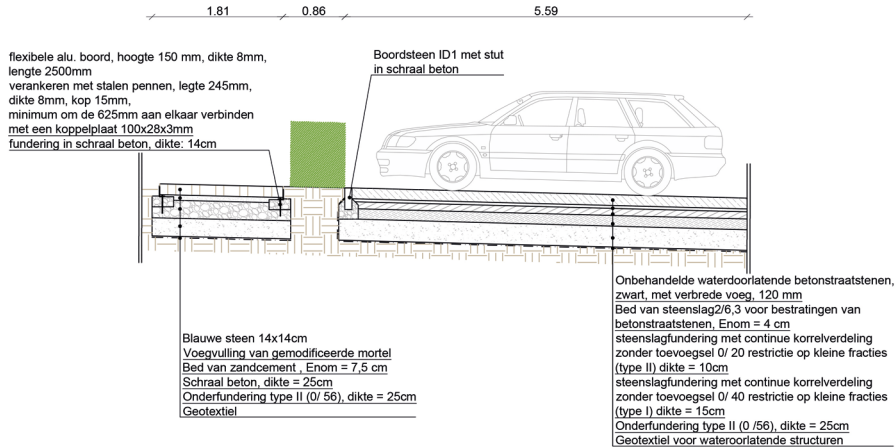 1.81
0.86
5.59
flexibele alu. boord, hoogte 150 mm, dikte 8mm,
lengte 2500mm
verankeren met stalen pennen, legte 245mm,
dikte 8mm, kop 15mm,
minimum om de 625mm aan elkaar verbinden
met een koppelplaat 100x28x3mm
fundering in schraal beton, dikte: 14cm
Boordsteen ID1 met stut
in schraal beton
Blauwe steen 14x14cm
Voegvulling van gemodificeerde mortel
Bed van zandcement , Enom = 7,5 cm
Schraal beton, dikte = 25cm
Onderfundering type II (0/ 56), dikte = 25cm
Geotextiel
Onbehandelde waterdoorlatende betonstraatstenen,
zwart, met verbrede voeg, 120 mm
Bed van steenslag2/6,3 voor bestratingen van
betonstraatstenen, Enom = 4 cm
steenslagfundering met continue korrelverdeling
zonder toevoegsel 0/ 20 restrictie op kleine fracties
(type II) dikte = 10cm
steenslagfundering met continue korrelverdeling
zonder toevoegsel 0/ 40 restrictie op kleine fracties
(type I) dikte = 15cm
Onderfundering type II (0 /56), dikte = 25cm
Geotextiel voor wateroorlatende structuren